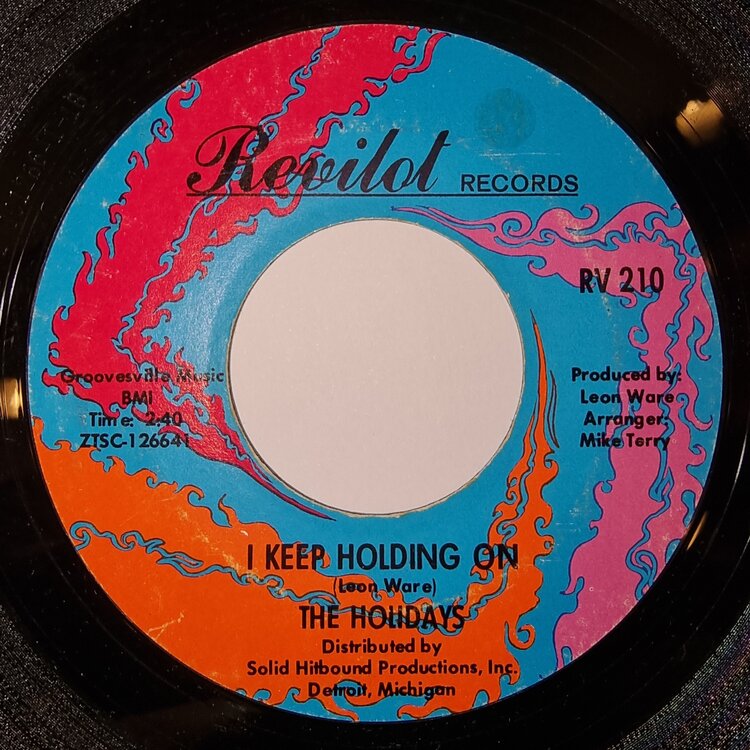 Revilot RECORDS
RV 210
Groovesville Music
BMI
Time: 2:40
ZTSC-126641
Produced by:
Leon Ware
Arranger:
Mike Terry
I KEEP HOLDING ON
(Leon Ware)
THE HOLIDAYS
Distributed by
Solid Hitbound Productions, Inc.
Detroit, Michigan